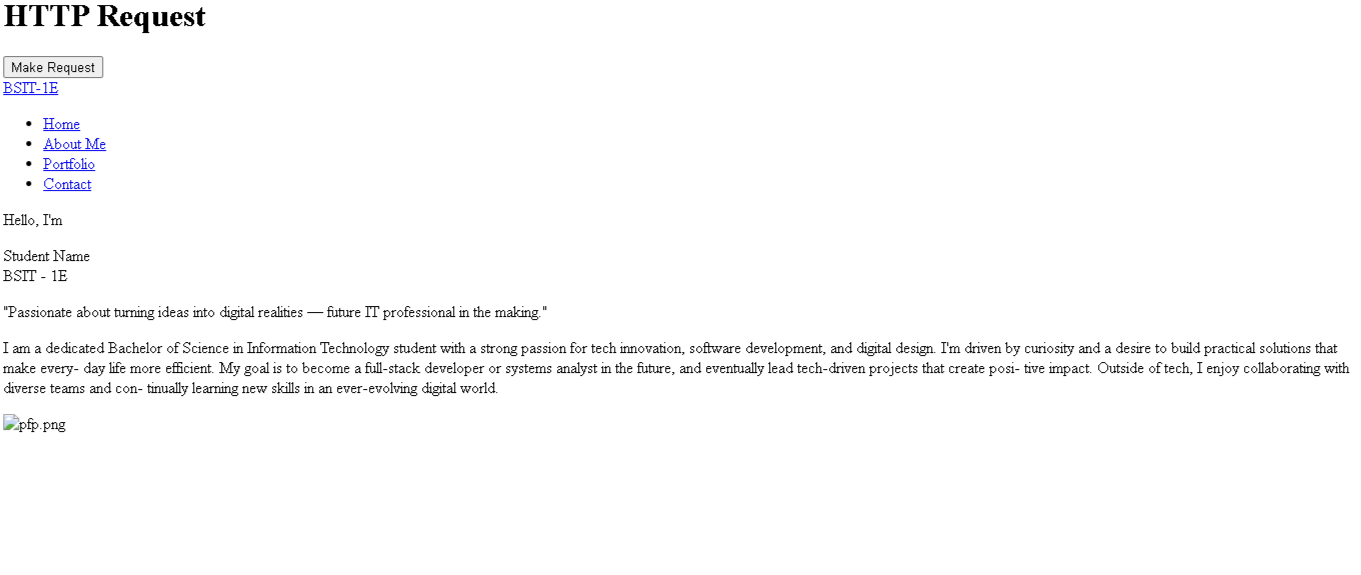 HTTP Request
Make Request
BSIT-1E
Home
About Me
Portfolio
Contact
Hello, I'm
Student Name
BSIT - 1E
"Passionate about turning ideas into digital realities — future IT professional in the making."
I am a dedicated Bachelor of Science in Information Technology student with a strong passion for tech innovation, software development, and digital design. I'm driven by curiosity and a desire to build practical solutions that
make every- day life more efficient. My goal is to become a full-stack developer or systems analyst in the future, and eventually lead tech-driven projects that create posi- tive impact. Outside of tech, I enjoy collaborating with
diverse teams and con- tinually learning new skills in an ever-evolving digital world.
pfp.png